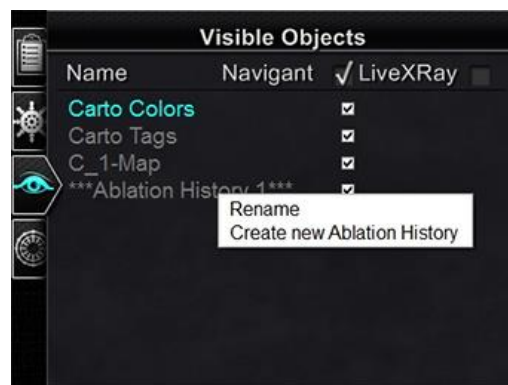 Visible Objects
Name Navigant LiveXRay
Carto Colors
Carto Tags
C_1-Map
***Ablation History 1***
Rename
Create new Ablation History